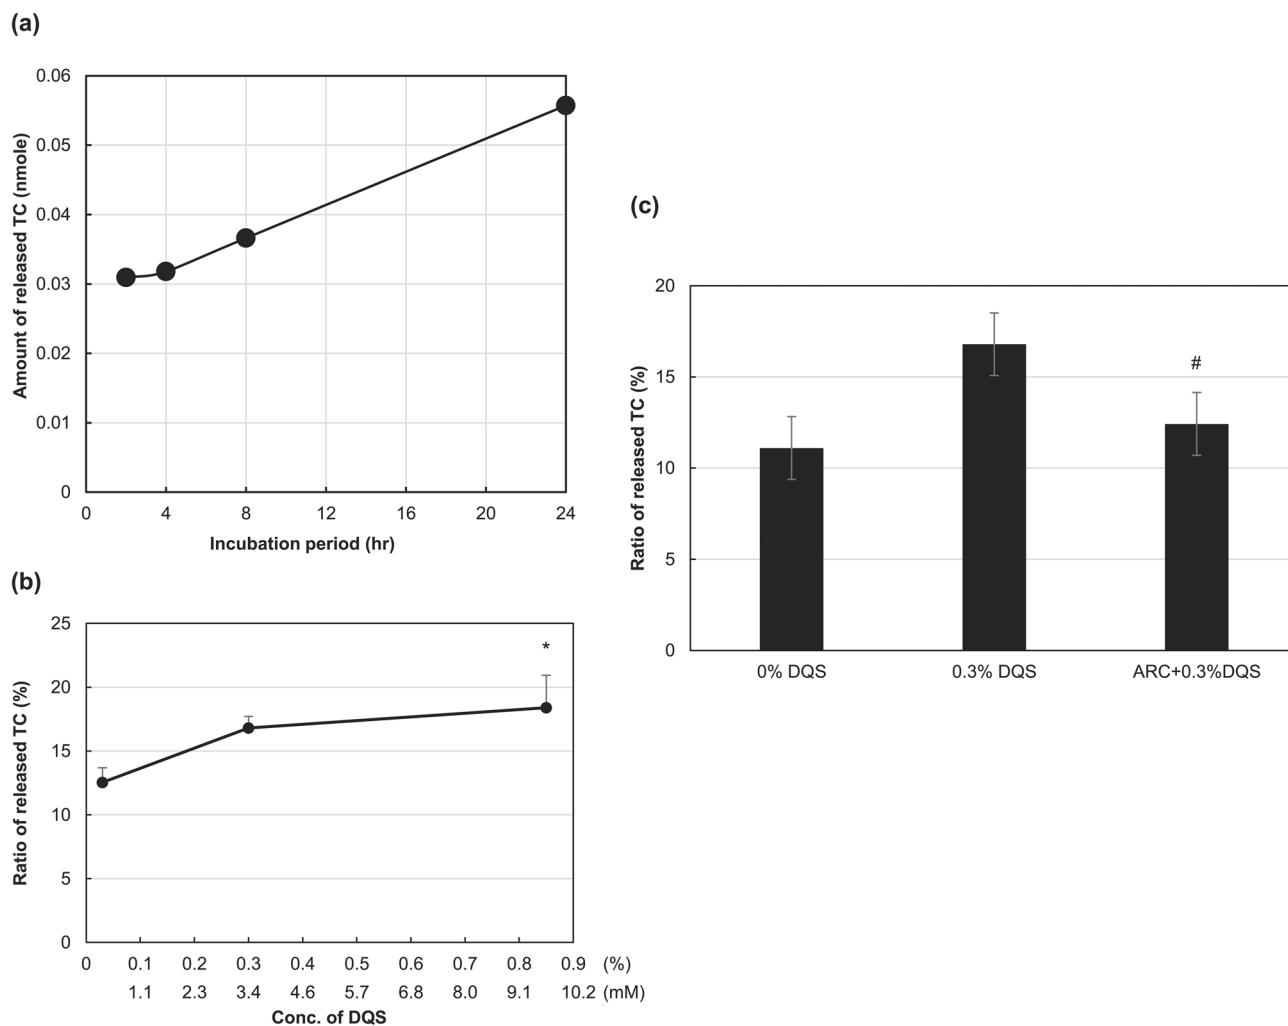 (a)
0.06
0.05
0.04
0.03
0.02
0.01
0
Amount of released TC (nmole)
0 4 8 12 16 20 24
Incubation period (hr)
(b)
25
20
15
10
5
0
Ratio of released TC (%)
*
0 0.1 0.2 0.3 0.4 0.5 0.6 0.7 0.8 0.9 (%)
1.1 2.3 3.4 4.6 5.7 6.8 8.0 9.1 10.2 (mM)
Conc. of DQS
(c)
20
15
10
5
0
Ratio of released TC (%)
#
0% DQS 0.3% DQS ARC+0.3%DQS